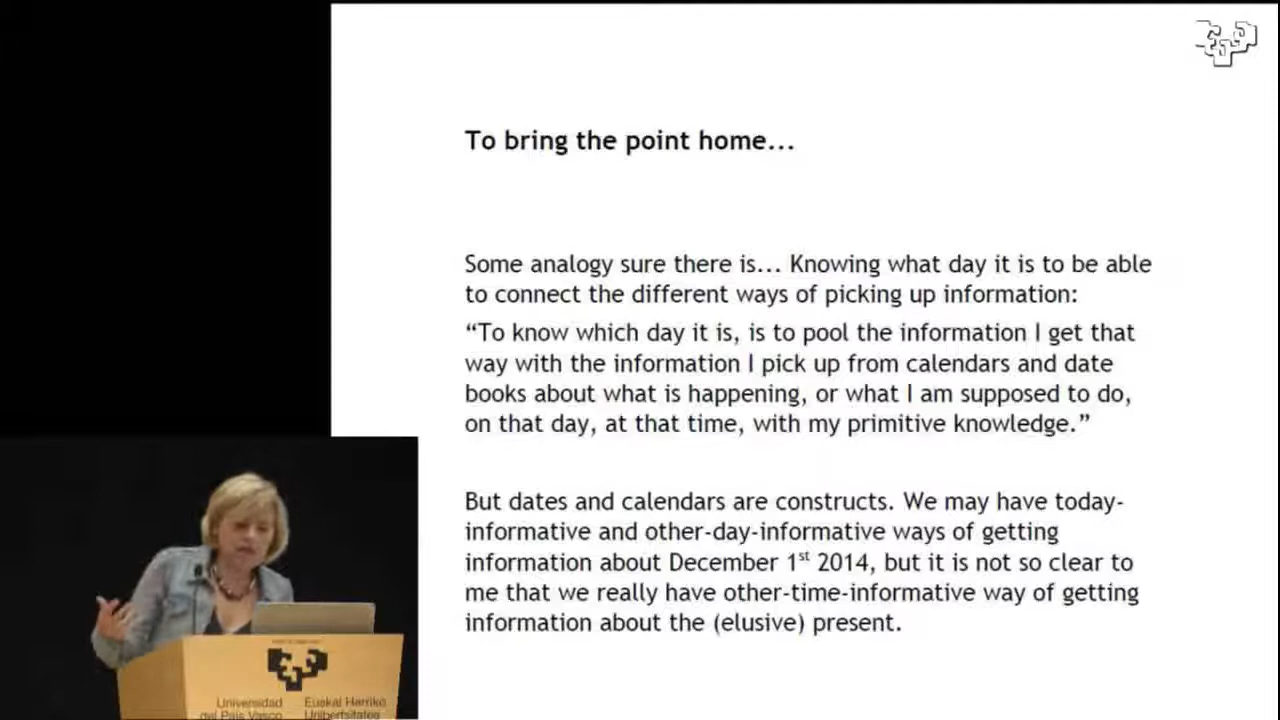 To bring the point home...
Some analogy sure there is... Knowing what day it is to be able
to connect the different ways of picking up information:
“To know which day it is, is to pool the information I get that
way with the information I pick up from calendars and date
books about what is happening, or what I am supposed to do,
on that day, at that time, with my primitive knowledge.”
But dates and calendars are constructs. We may have today-
informative and other-day-informative ways of getting
information about December 1st 2014, but it is not so clear to
me that we really have other-time-informative way of getting
information about the (elusive) present.
Universidad
del País Vasco
Euskal Herriko
Unibertsitatea